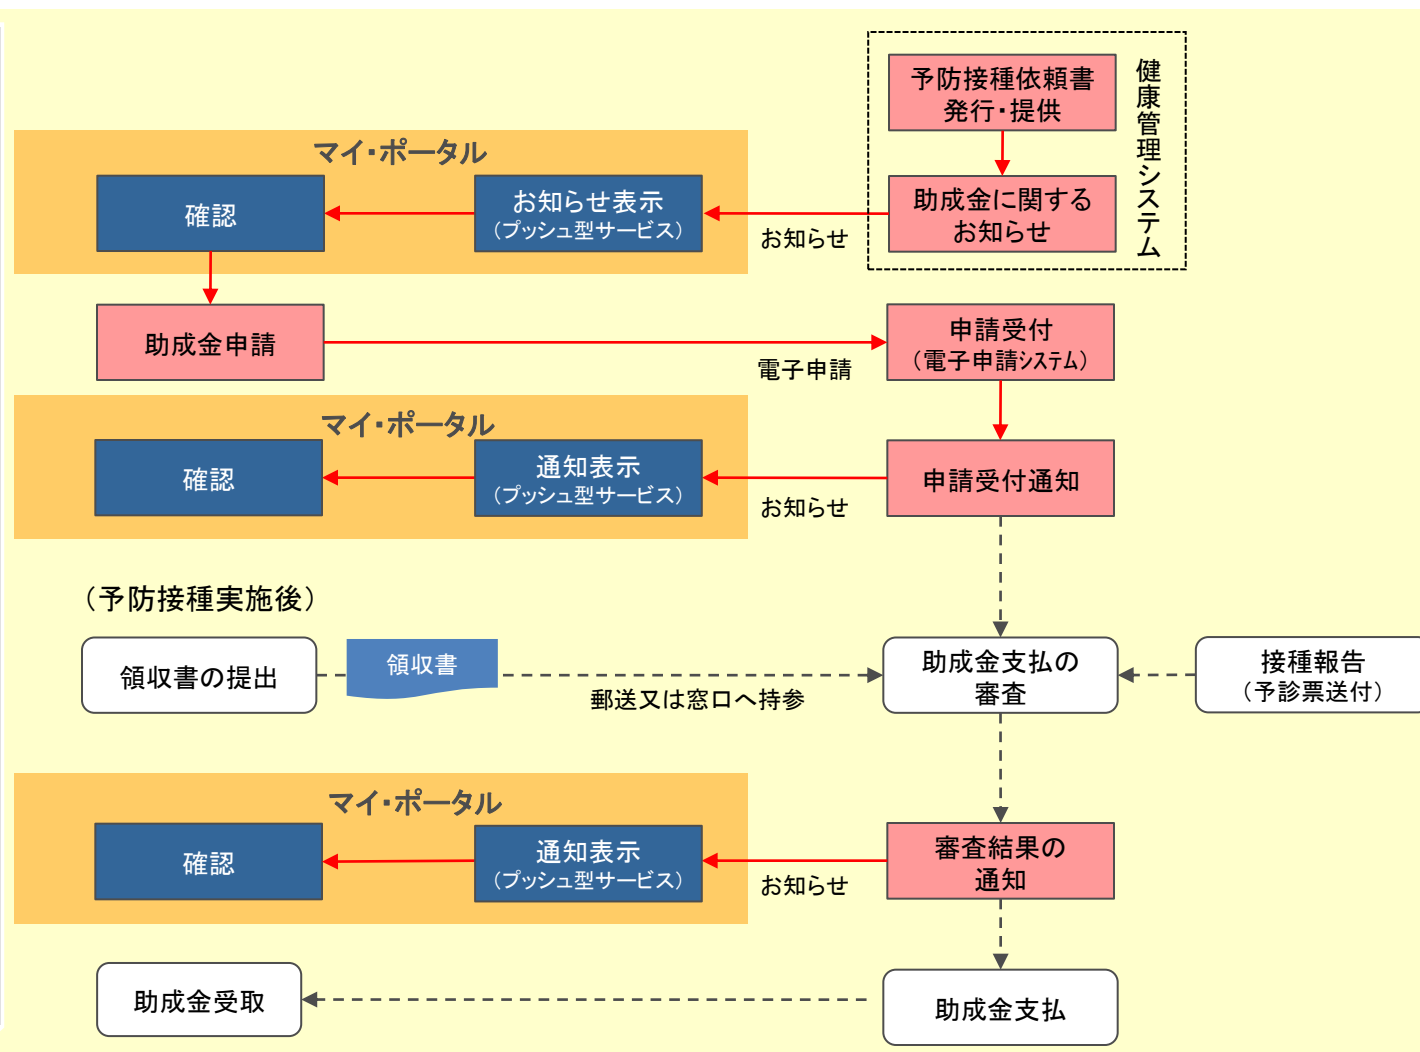 予防接種依頼書
発行・提供
健康管理システム
マイ・ポータル
確認
お知らせ表示
（プッシュ型サービス）
お知らせ
助成金に関する
お知らせ
助成金申請
電子申請
申請受付
（電子申請システム）
マイ・ポータル
確認
通知表示
（プッシュ型サービス）
お知らせ
申請受付通知
（予防接種実施後）
領収書の提出
領収書
郵送又は窓口へ持参
助成金支払の
審査
接種報告
（予診票送付）
マイ・ポータル
確認
通知表示
（プッシュ型サービス）
お知らせ
審査結果の
通知
助成金受取
助成金支払